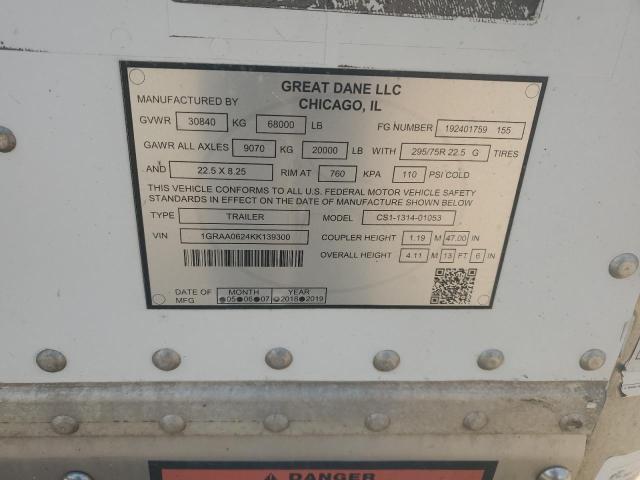 GREAT DANE LLC
MANUFACTURED BY CHICAGO, IL
GVWR 30840 KG 68000 LB FG NUMBER 192401759 155
GAWR ALL AXLES 9070 KG 20000 LB WITH 295/75R 22.5 G TIRES
AND 22.5 X 8.25 RIM AT 760 KPA 110 PSI COLD
THIS VEHICLE CONFORMS TO ALL U.S. FEDERAL MOTOR VEHICLE SAFETY
STANDARDS IN EFFECT ON THE DATE OF MANUFACTURE SHOWN BELOW.
TYPE TRAILER MODEL CS1-1314-01053
VIN 1GRAA0624KK139300 COUPLER HEIGHT 1.19 M 47.00 IN
OVERALL HEIGHT 4.11 M 13 FT 6 IN
DATE OF MFG MONTH YEAR
05 06 07 2018 2019
DANGER